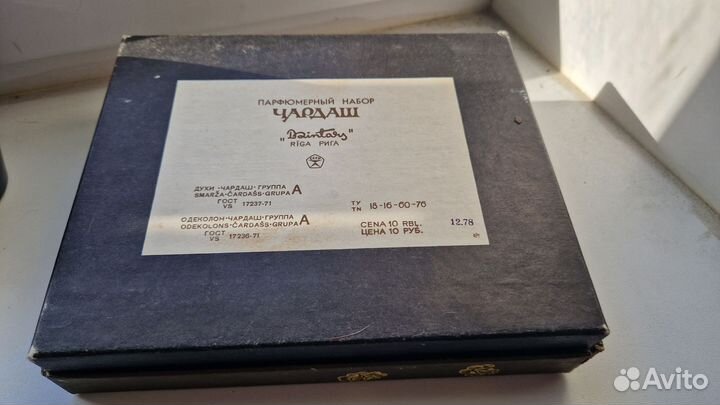 ПАРФЮМЕРНЫЙ НАБОР
ЧАРДАШ
„Dzintars"
RĪGA РИГА
ДУХИ-ЧАРДАШ-ГРУППА А
SMARŽA-ČARDAŠS-GRUPA
ГОСТ
VS 17237-71
ОДЕКОЛОН-ЧАРДАШ-ГРУППА А
ODEKOLONS-ČARDAŠS-GRUPA
ГОСТ
VS 17236-71
ТУ
TN 18-16-60-76
CENA 10 RBĻ. 12.78
ЦЕНА 10 РУБ.
Avito